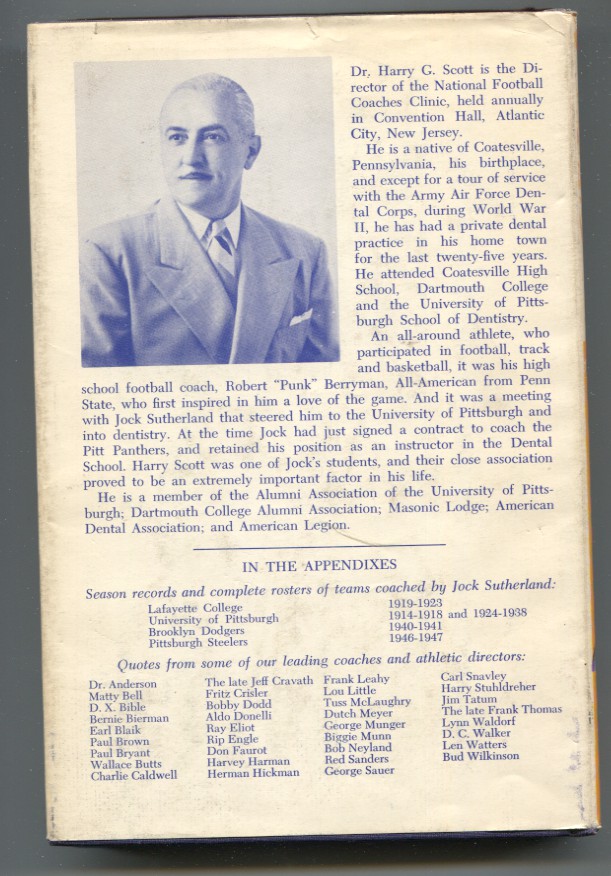 Dr. Harry G. Scott is the Di-
rector of the National Football
Coaches Clinic, held annually
in Convention Hall, Atlantic
City, New Jersey.
He is a native of Coatesville,
Pennsylvania, his birthplace,
and except for a tour of service
with the Army Air Force Den-
tal Corps, during World War
II, he has had a private dental
practice in his home town
for the last twenty-five years.
He attended Coatesville High
School, Dartmouth College
and the University of Pitts-
burgh School of Dentistry.
An all-around athlete, who
participated in football, track
and basketball, it was his high
school football coach, Robert "Punk" Berryman, All-American from Penn
State, who first inspired in him a love of the game. And it was a meeting
with Jock Sutherland that steered him to the University of Pittsburgh and
into dentistry. At the time Jock had just signed a contract to coach the
Pitt Panthers, and retained his position as an instructor in the Dental
School. Harry Scott was one of Jock's students, and their close association
proved to be an extremely important factor in his life.
He is a member of the Alumni Association of the University of Pitts-
burgh; Dartmouth College Alumni Association; Masonic Lodge; American
Dental Association; and American Legion.
IN THE APPENDIXES
Season records and complete rosters of teams coached by Jock Sutherland:
Lafayette College 1919-1923
University of Pittsburgh 1914-1918 and 1924-1938
Brooklyn Dodgers 1940-1941
Pittsburgh Steelers 1946-1947
Quotes from some of our leading coaches and athletic directors:
Dr. Anderson
Matty Bell
D. X. Bible
Bernie Bierman
Earl Blaik
Paul Brown
Paul Bryant
Wallace Butts
Charlie Caldwell
The late Jeff Cravath
Fritz Crisler
Bobby Dodd
Aldo Donelli
Ray Eliot
Rip Engle
Don Faurot
Harvey Harman
Herman Hickman
Frank Leahy
Lou Little
Tuss McLaughry
Dutch Meyer
George Munger
Biggie Munn
Bob Neyland
Red Sanders
George Sauer
Carl Snavley
Harry Stuhldreher
Jim Tatum
The late Frank Thomas
Lynn Waldorf
D. C. Walker
Len Watters
Bud Wilkinson